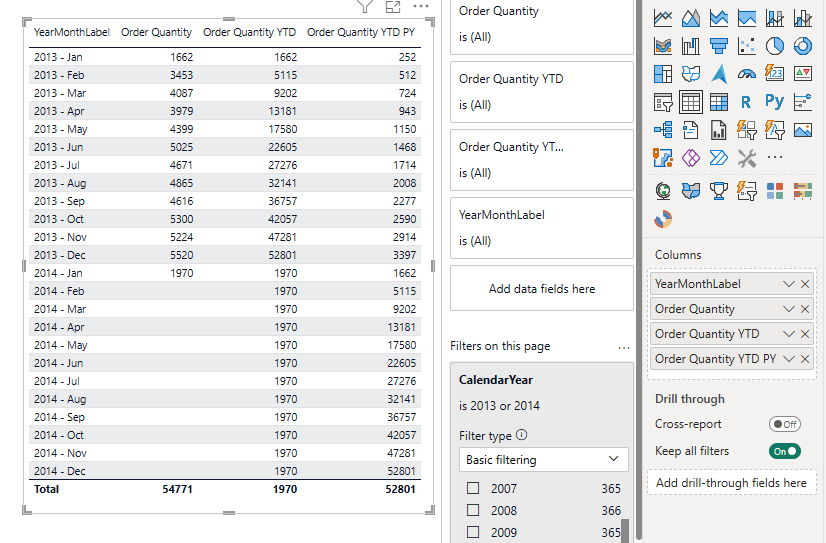 YearMonthLabel Order Quantity Order Quantity YTD Order Quantity YTD PY
2013 - Jan 1662 1662 252
2013 - Feb 3453 5115 512
2013 - Mar 4087 9202 724
2013 - Apr 3979 13181 943
2013 - May 4399 17580 1150
2013 - Jun 5025 22605 1468
2013 - Jul 4671 27276 1714
2013 - Aug 4865 32141 2008
2013 - Sep 4616 36757 2277
2013 - Oct 5300 42057 2590
2013 - Nov 5224 47281 2914
2013 - Dec 5520 52801 3397
2014 - Jan 1970 1970 1662
2014 - Feb 1970 5115
2014 - Mar 1970 9202
2014 - Apr 1970 13181
2014 - May 1970 17580
2014 - Jun 1970 22605
2014 - Jul 1970 27276
2014 - Aug 1970 32141
2014 - Sep 1970 36757
2014 - Oct 1970 42057
2014 - Nov 1970 47281
2014 - Dec 1970 52801
Total 54771 1970 52801
Order Quantity
is (All)
Order Quantity YTD
is (All)
Order Quantity YT...
is (All)
YearMonthLabel
is (All)
Add data fields here
Filters on this page
CalendarYear
is 2013 or 2014
Filter type
Basic filtering
2007 365
2008 366
2009 365
123
R Py
Columns
YearMonthLabel
Order Quantity
Order Quantity YTD
Order Quantity YTD PY
Drill through
Cross-report Off
Keep all filters On
Add drill-through fields here